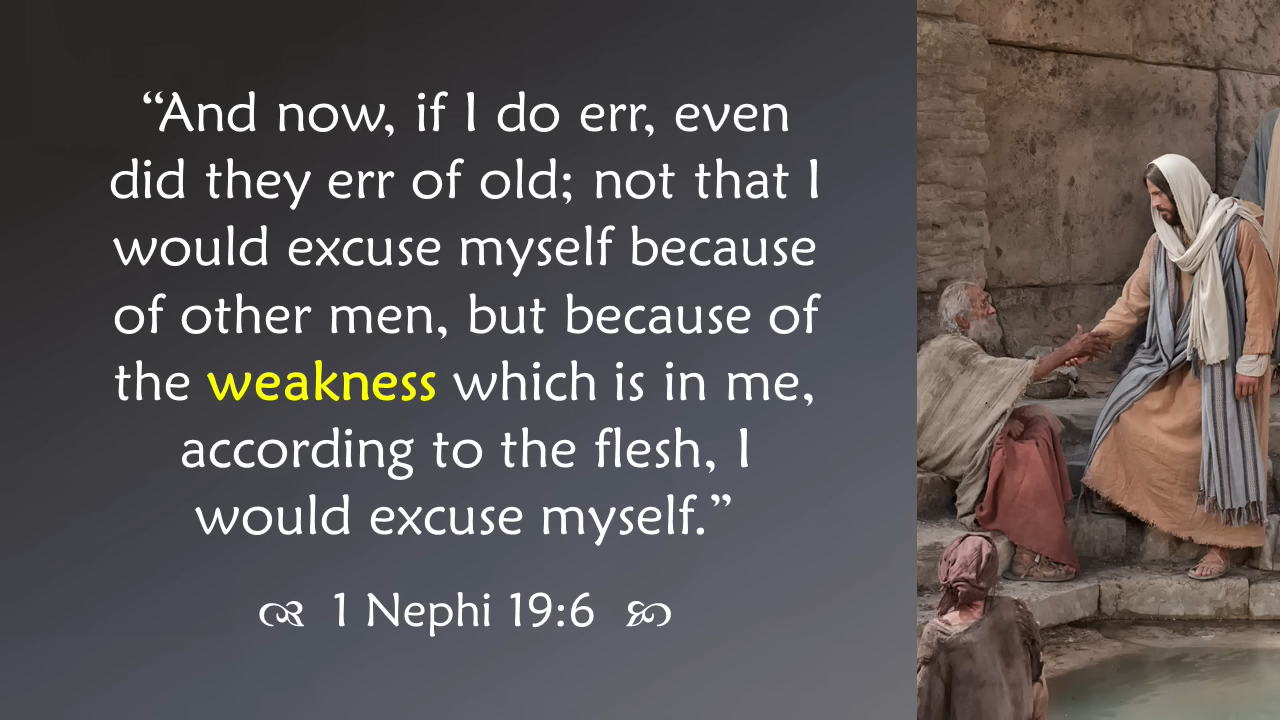 “And now, if I do err, even
did they err of old; not that I
would excuse myself because
of other men, but because of
the weakness which is in me,
according to the flesh, I
would excuse myself.”
1 Nephi 19:6